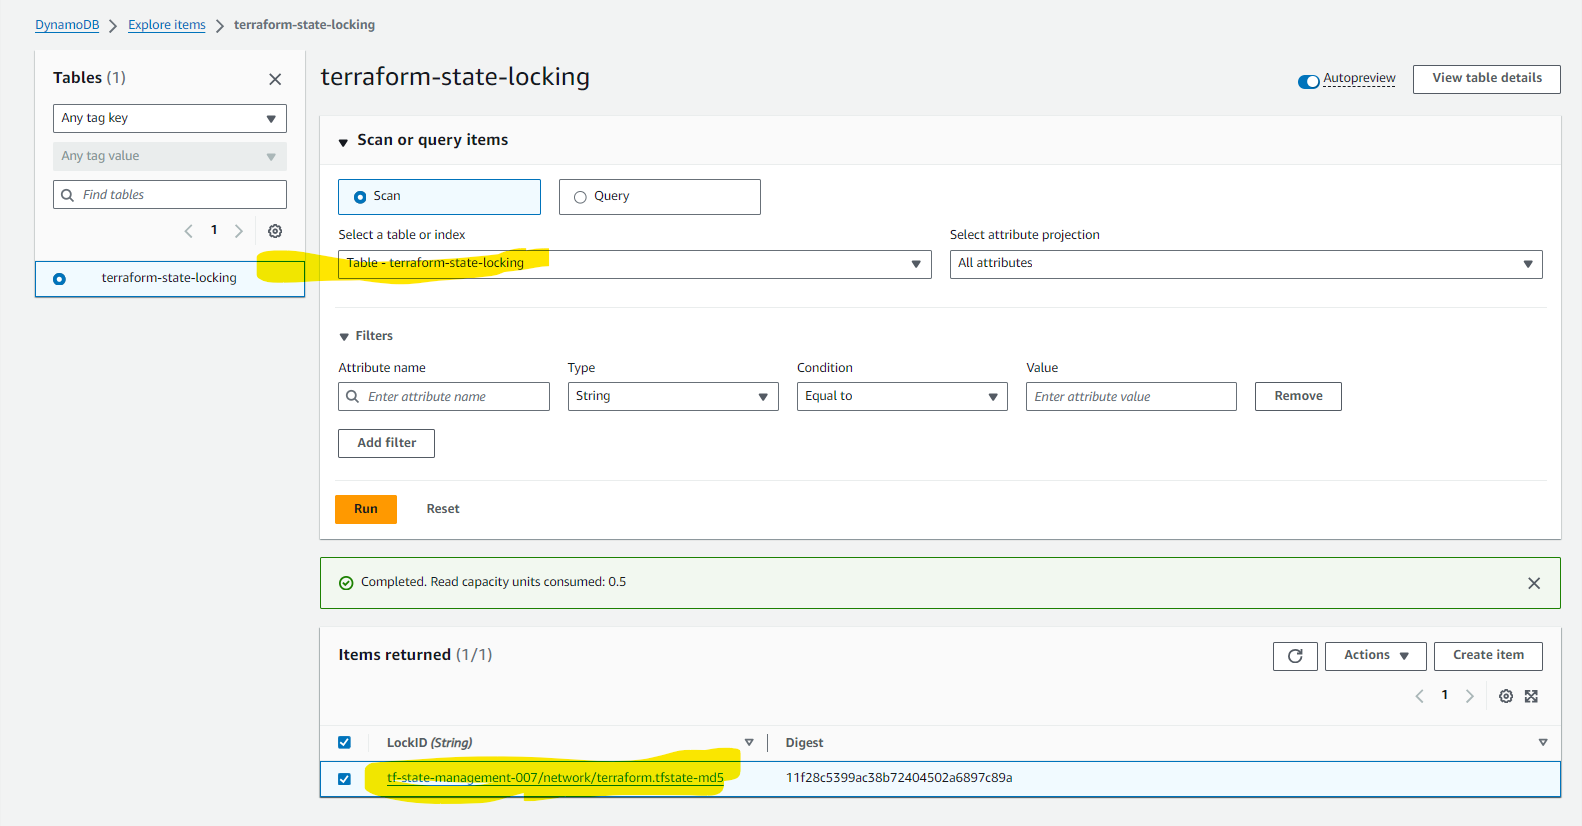 DynamoDB > Explore items > terraform-state-locking
Tables (1)
Any tag key
Any tag value
Find tables
1
terraform-state-locking
terraform-state-locking
Autopreview
View table details
Scan or query items
Scan
Query
Select a table or index
Select attribute projection
Table - terraform-state-locking
All attributes
Filters
Attribute name
Type
Condition
Value
Enter attribute name
String
Equal to
Enter attribute value
Remove
Add filter
Run
Reset
Completed. Read capacity units consumed: 0.5
Items returned (1/1)
Actions
Create item
1
LockID (String)
Digest
tf-state-management-007/network/terraform.tfstate-md5
11f28c5399ac38b72404502a6897c89a